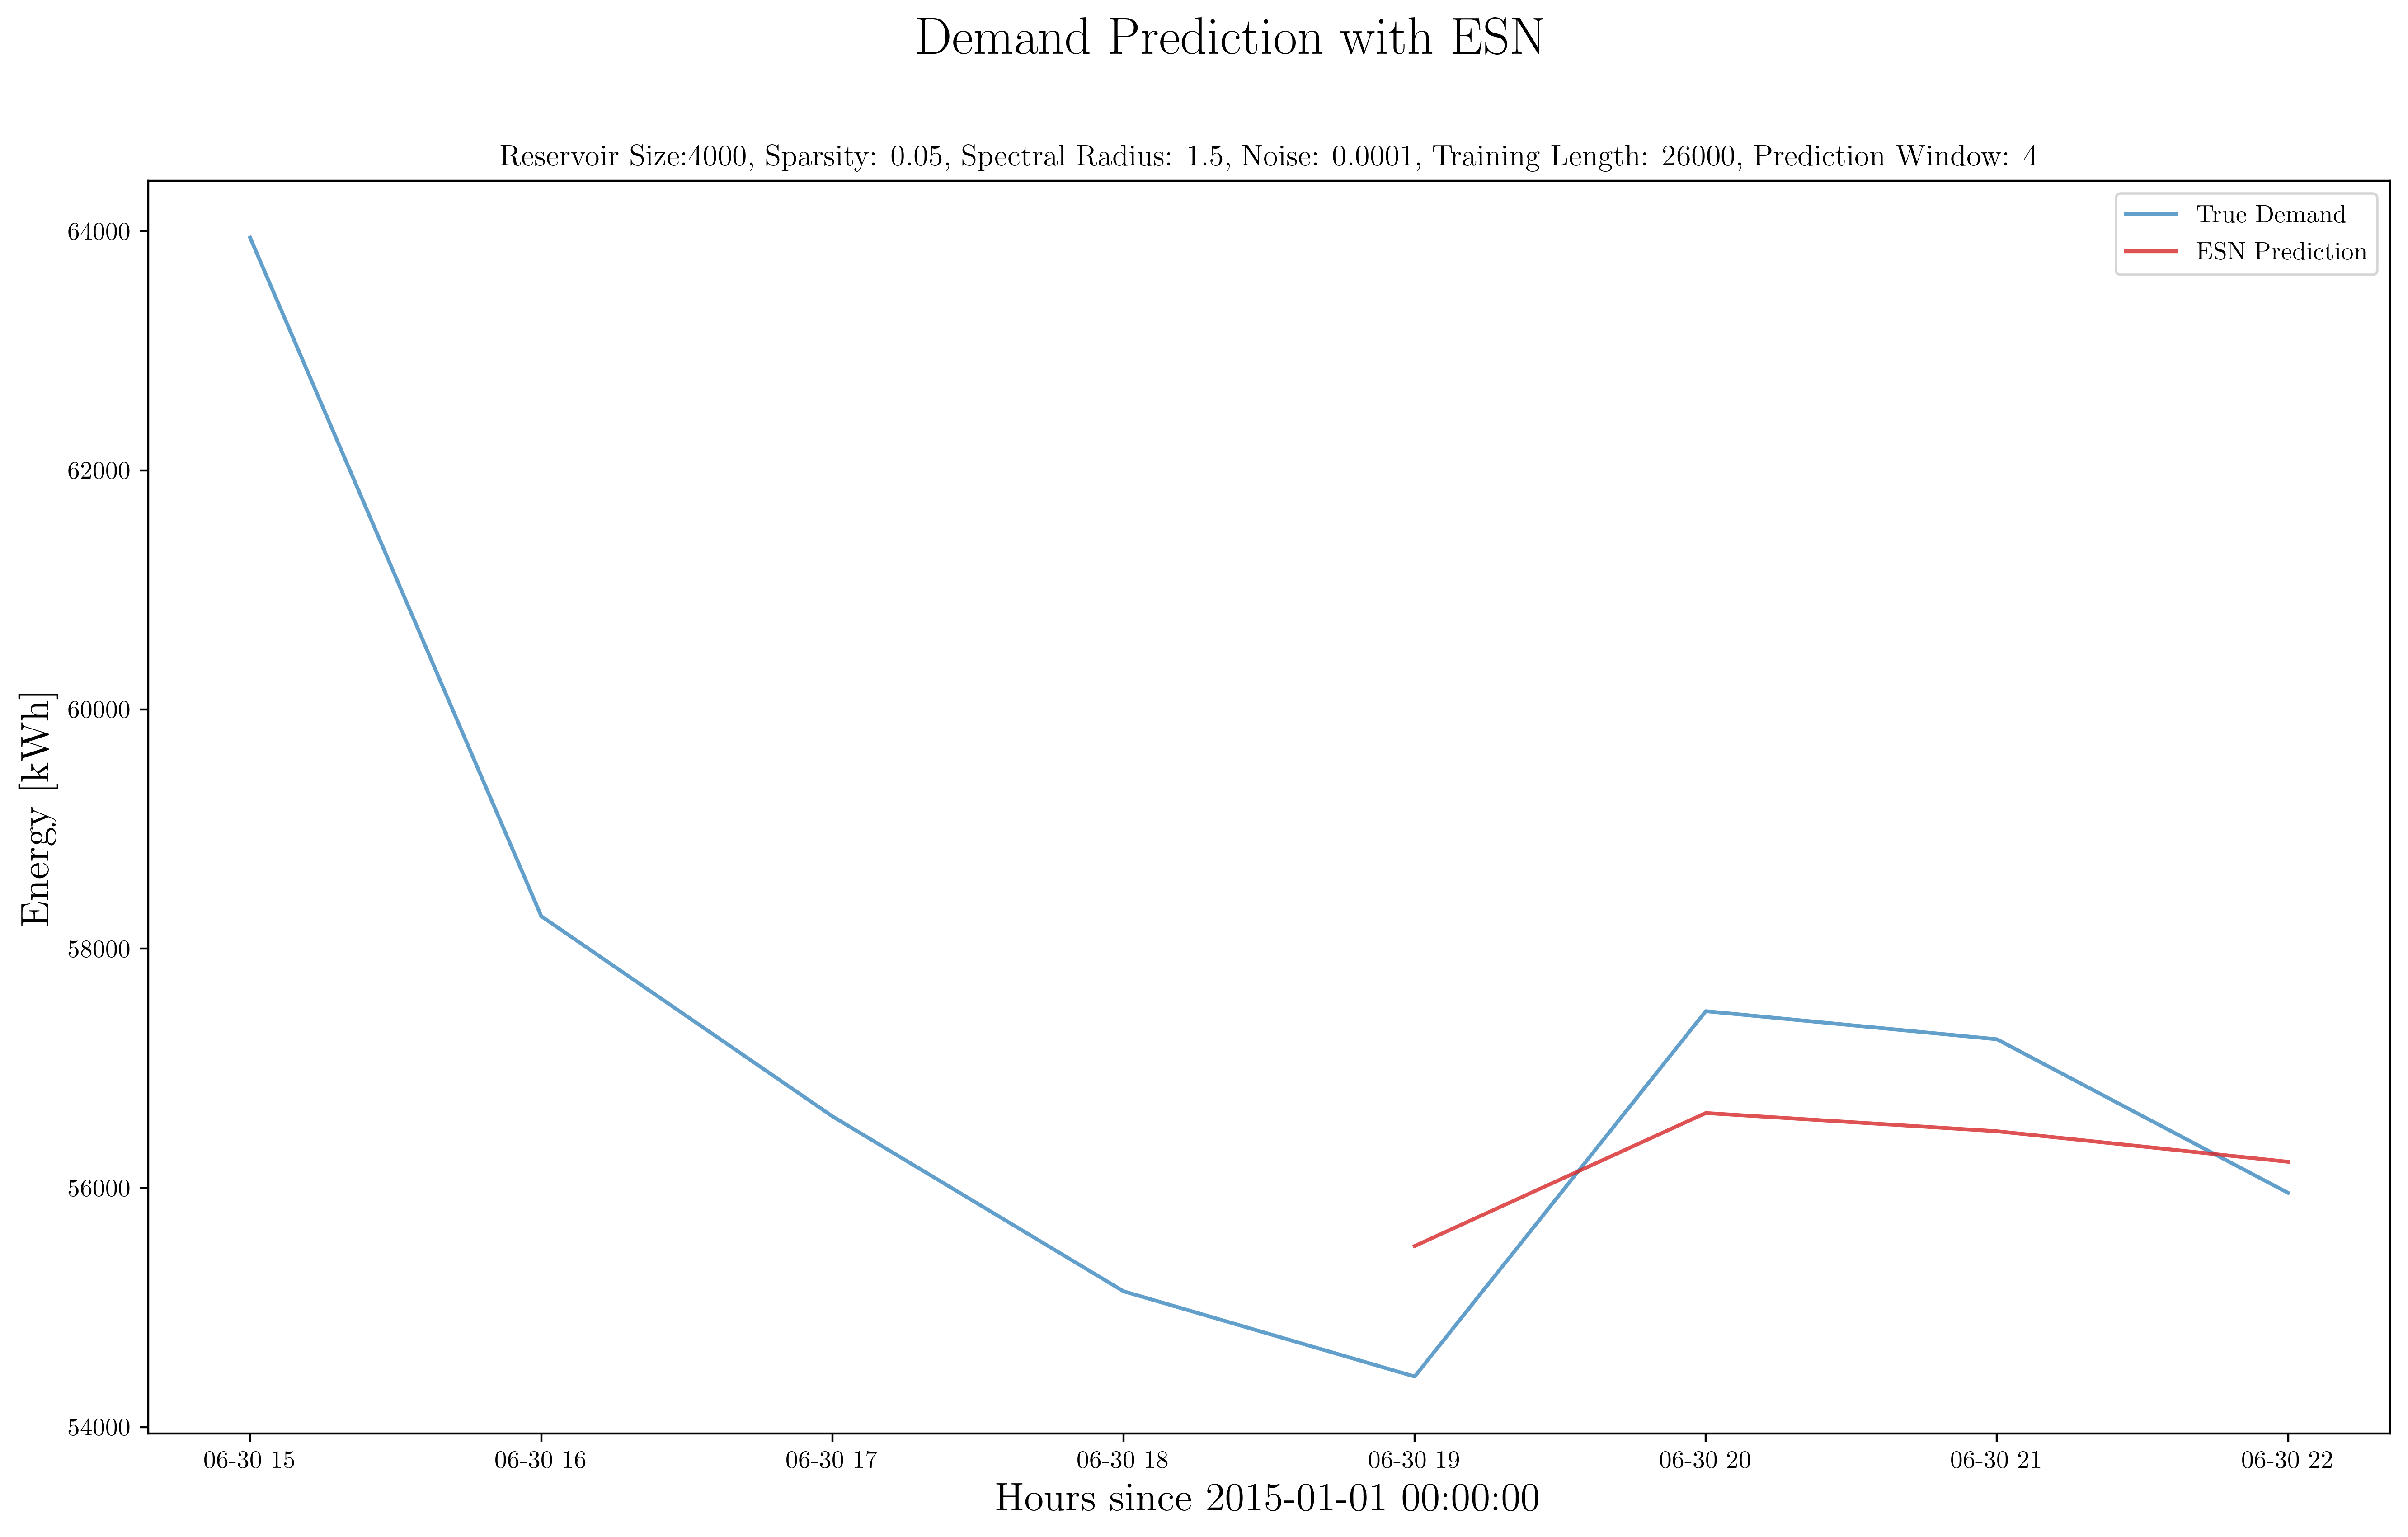 Demand Prediction with ESN
Reservoir Size:4000, Sparsity: 0.05, Spectral Radius: 1.5, Noise: 0.0001, Training Length: 26000, Prediction Window: 4
True Demand
ESN Prediction
Energy [kWh]
64000
62000
60000
58000
56000
54000
06-30 15
06-30 16
06-30 17
06-30 18
06-30 19
06-30 20
06-30 21
06-30 22
Hours since 2015-01-01 00:00:00